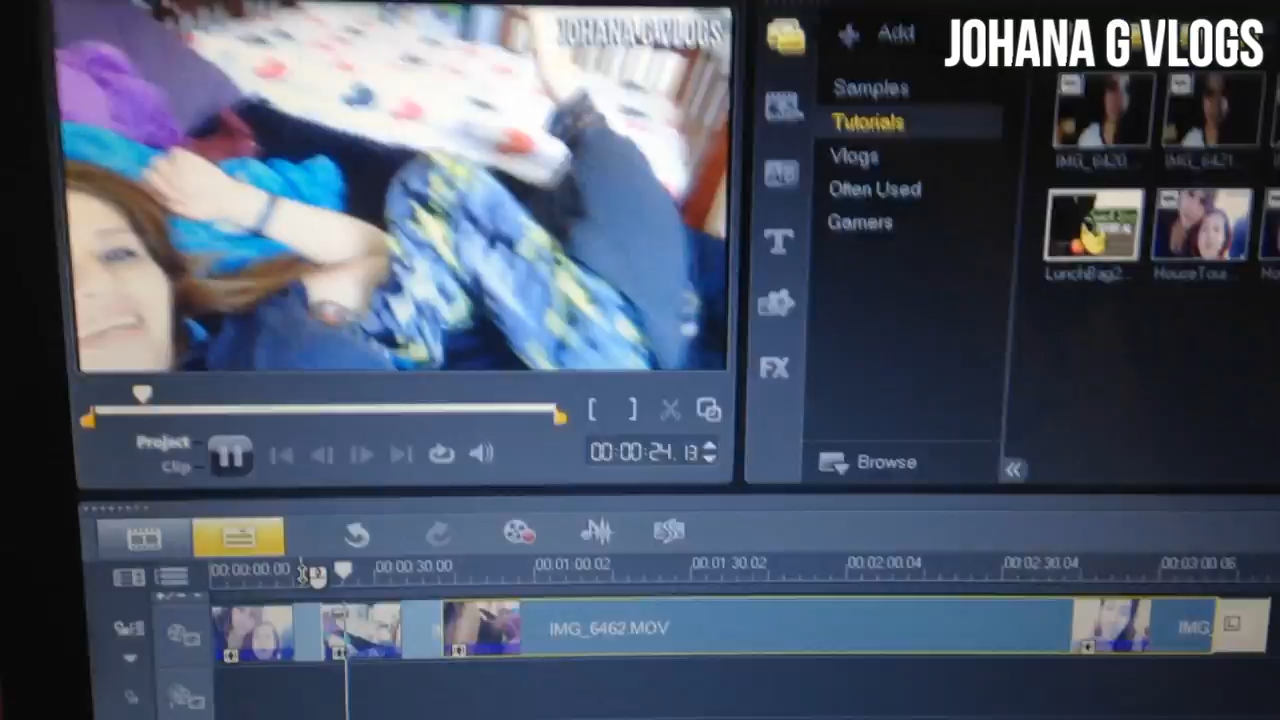 JOHANA G VLOGS
JOHANA G VLOGS
Add
Samples
Tutorials
Vlogs
Often Used
Gamers
IMG_6420...
IMG_6421...
LunchBag2...
HouseTour...
Browse
Project
Clip
[ ]
00:00:24. 13
T
FX
00:00:00.00
00:00:30.00
00:01:00.02
00:01:30.02
00:02:00.04
00:02:30.04
00:03:00.06
IMG_6462.MOV
IMG_